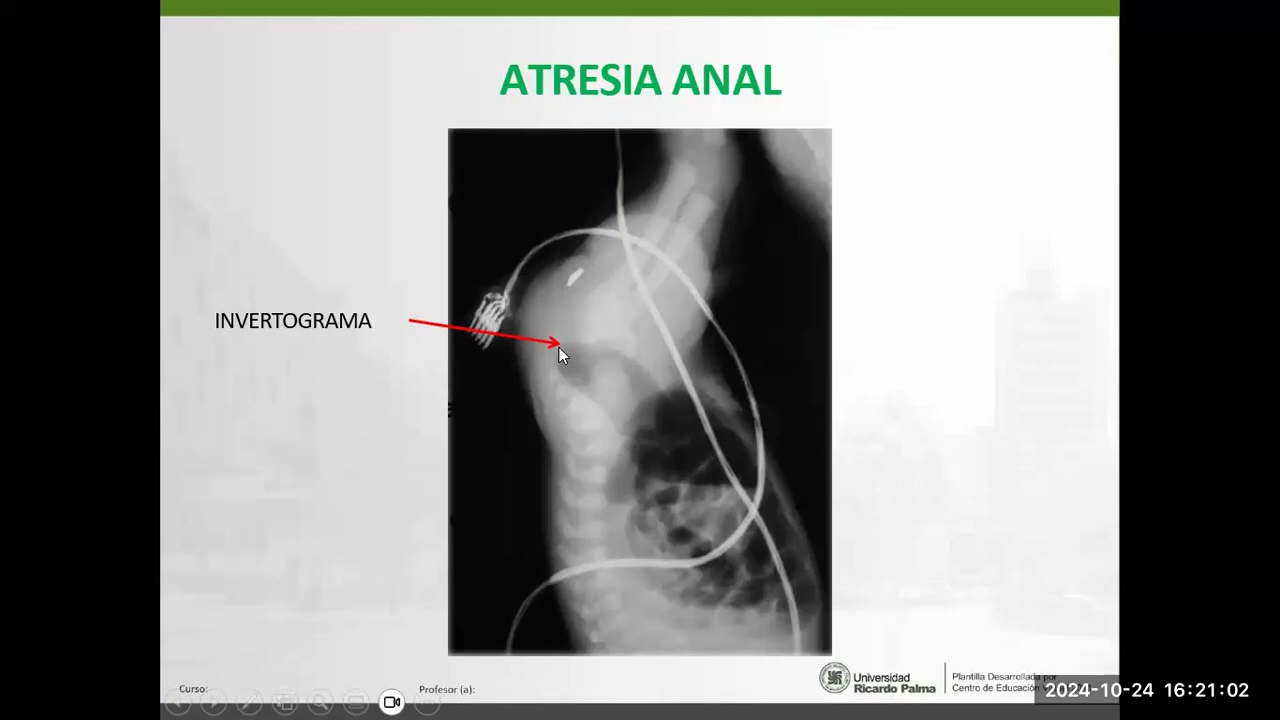 ATRESIA ANAL
INVERTOGRAMA
Curso:
Profesor (a):
Universidad
Ricardo Palma
Plantilla Desarrollada por
Centro de Educación
2024-10-24 16:21:02